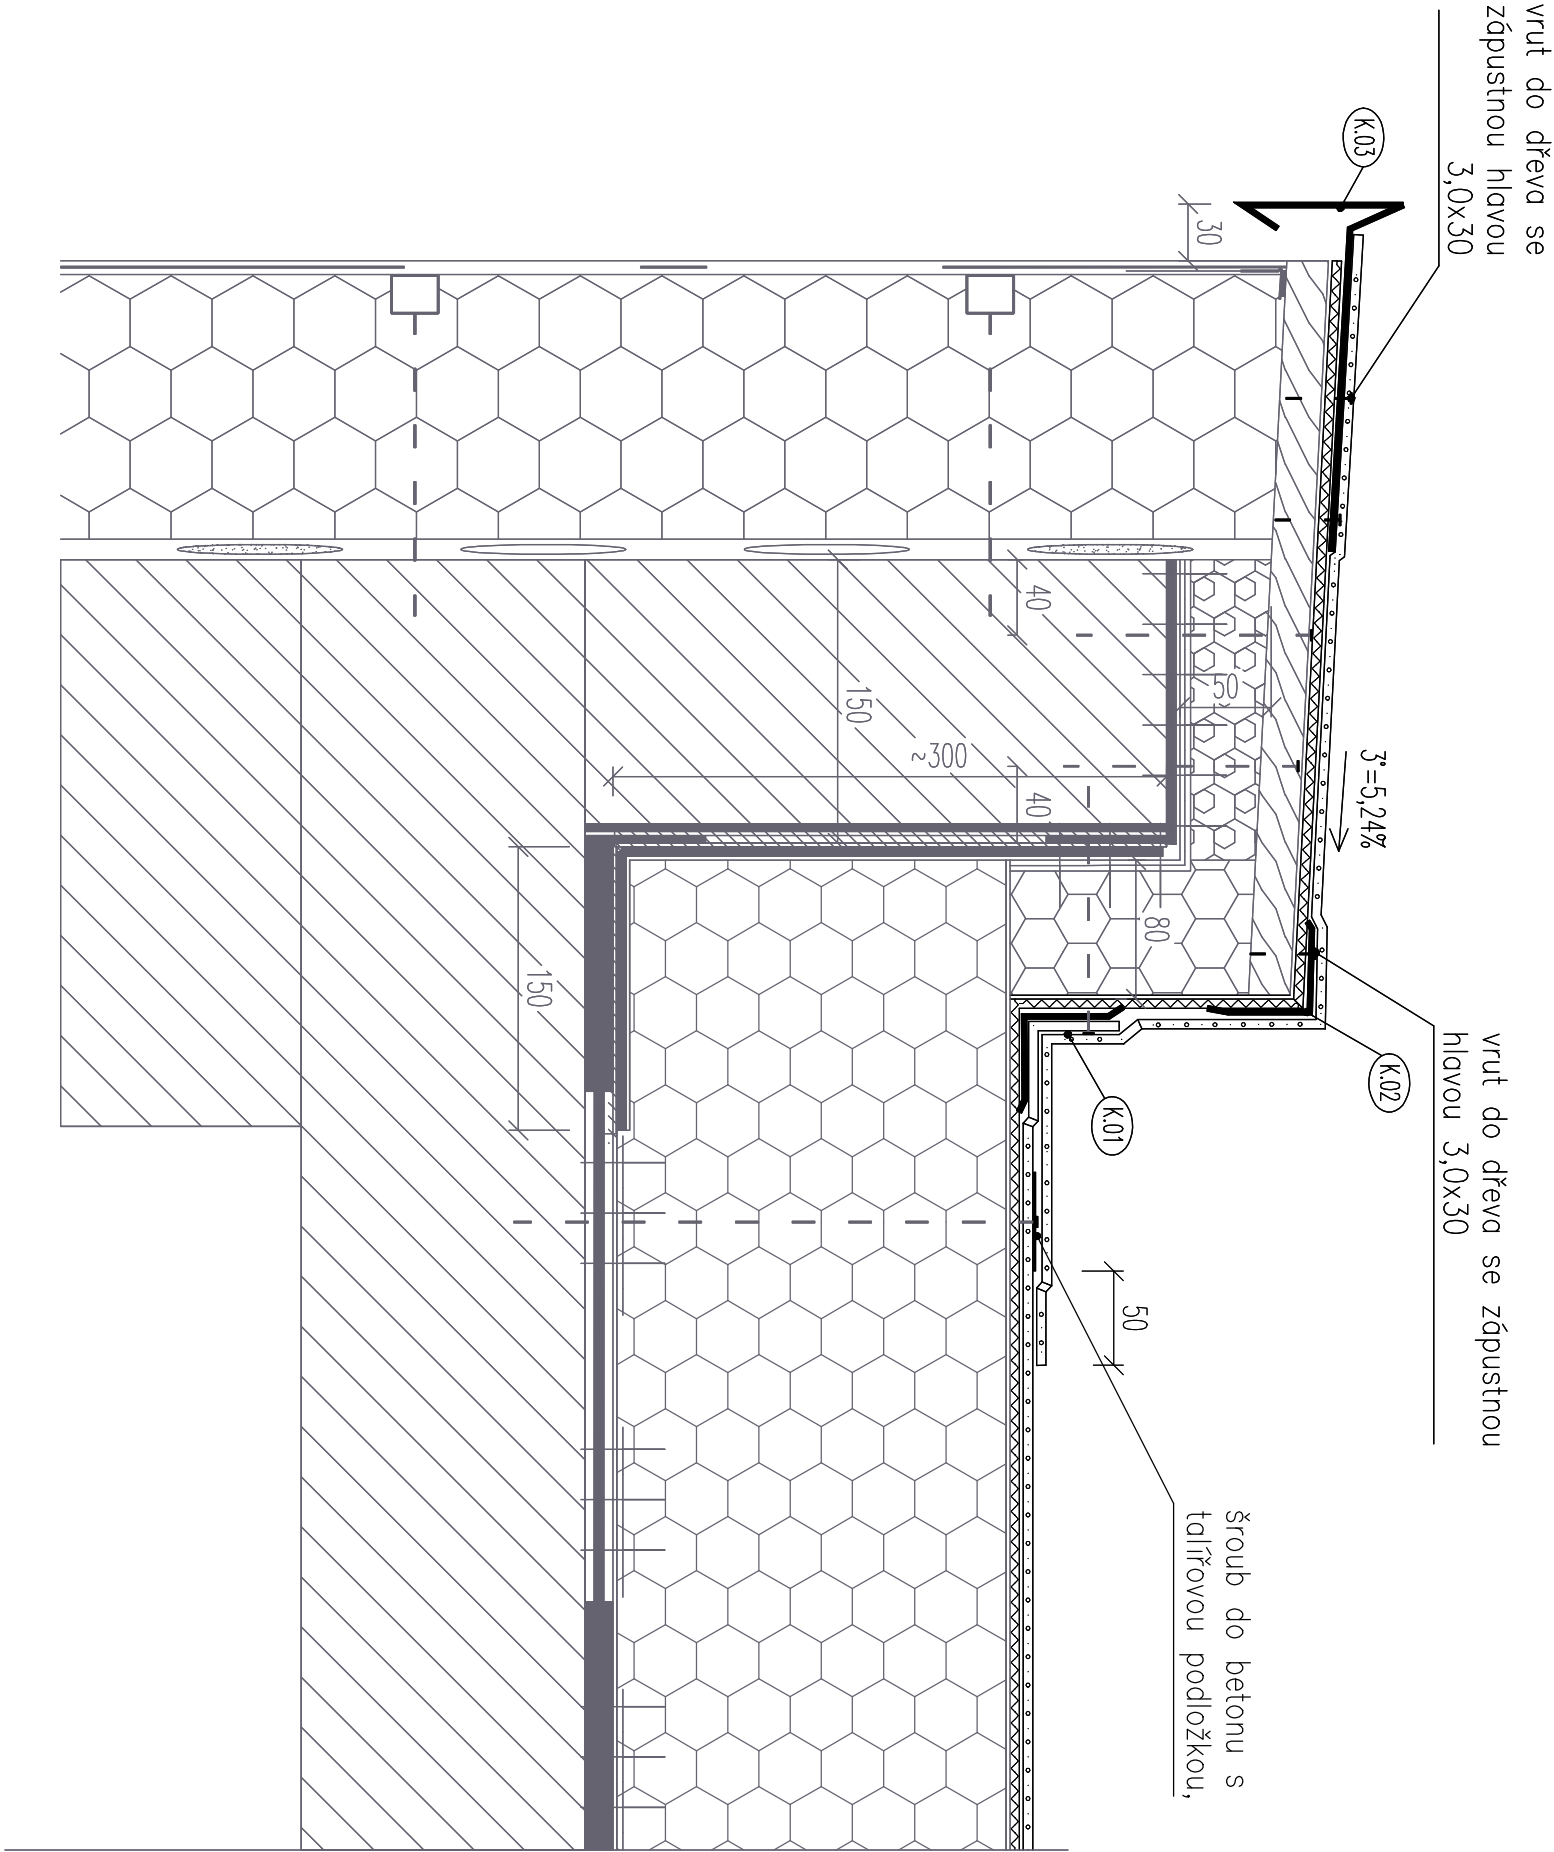 vrut do dřeva se
zápustnou hlavou
3,0x30
K.03
30
40
50
150
~300
40
3°=5,24%
80
150
vrut do dřeva se zápustnou
hlavou 3,0x30
K.02
K.01
50
šroub do betonu s
talířovou podložkou,